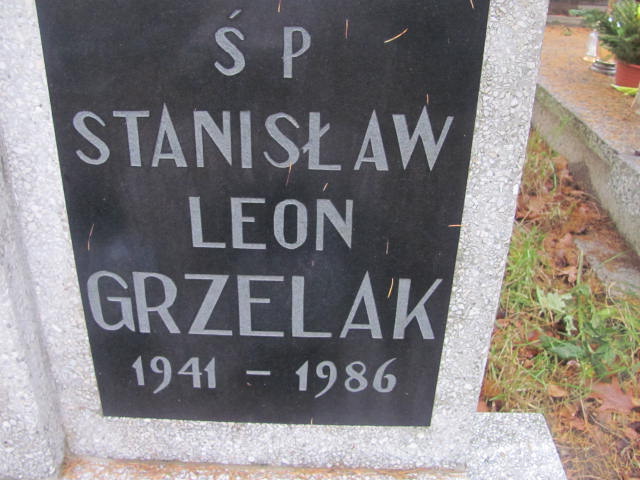 Ś P
STANISŁAW
LEON
GRZELAK
1941 – 1986